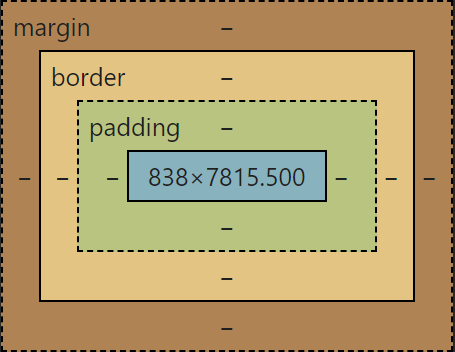 margin –
border –
padding –
– – – 838×7815.500 – – –
–
–
–